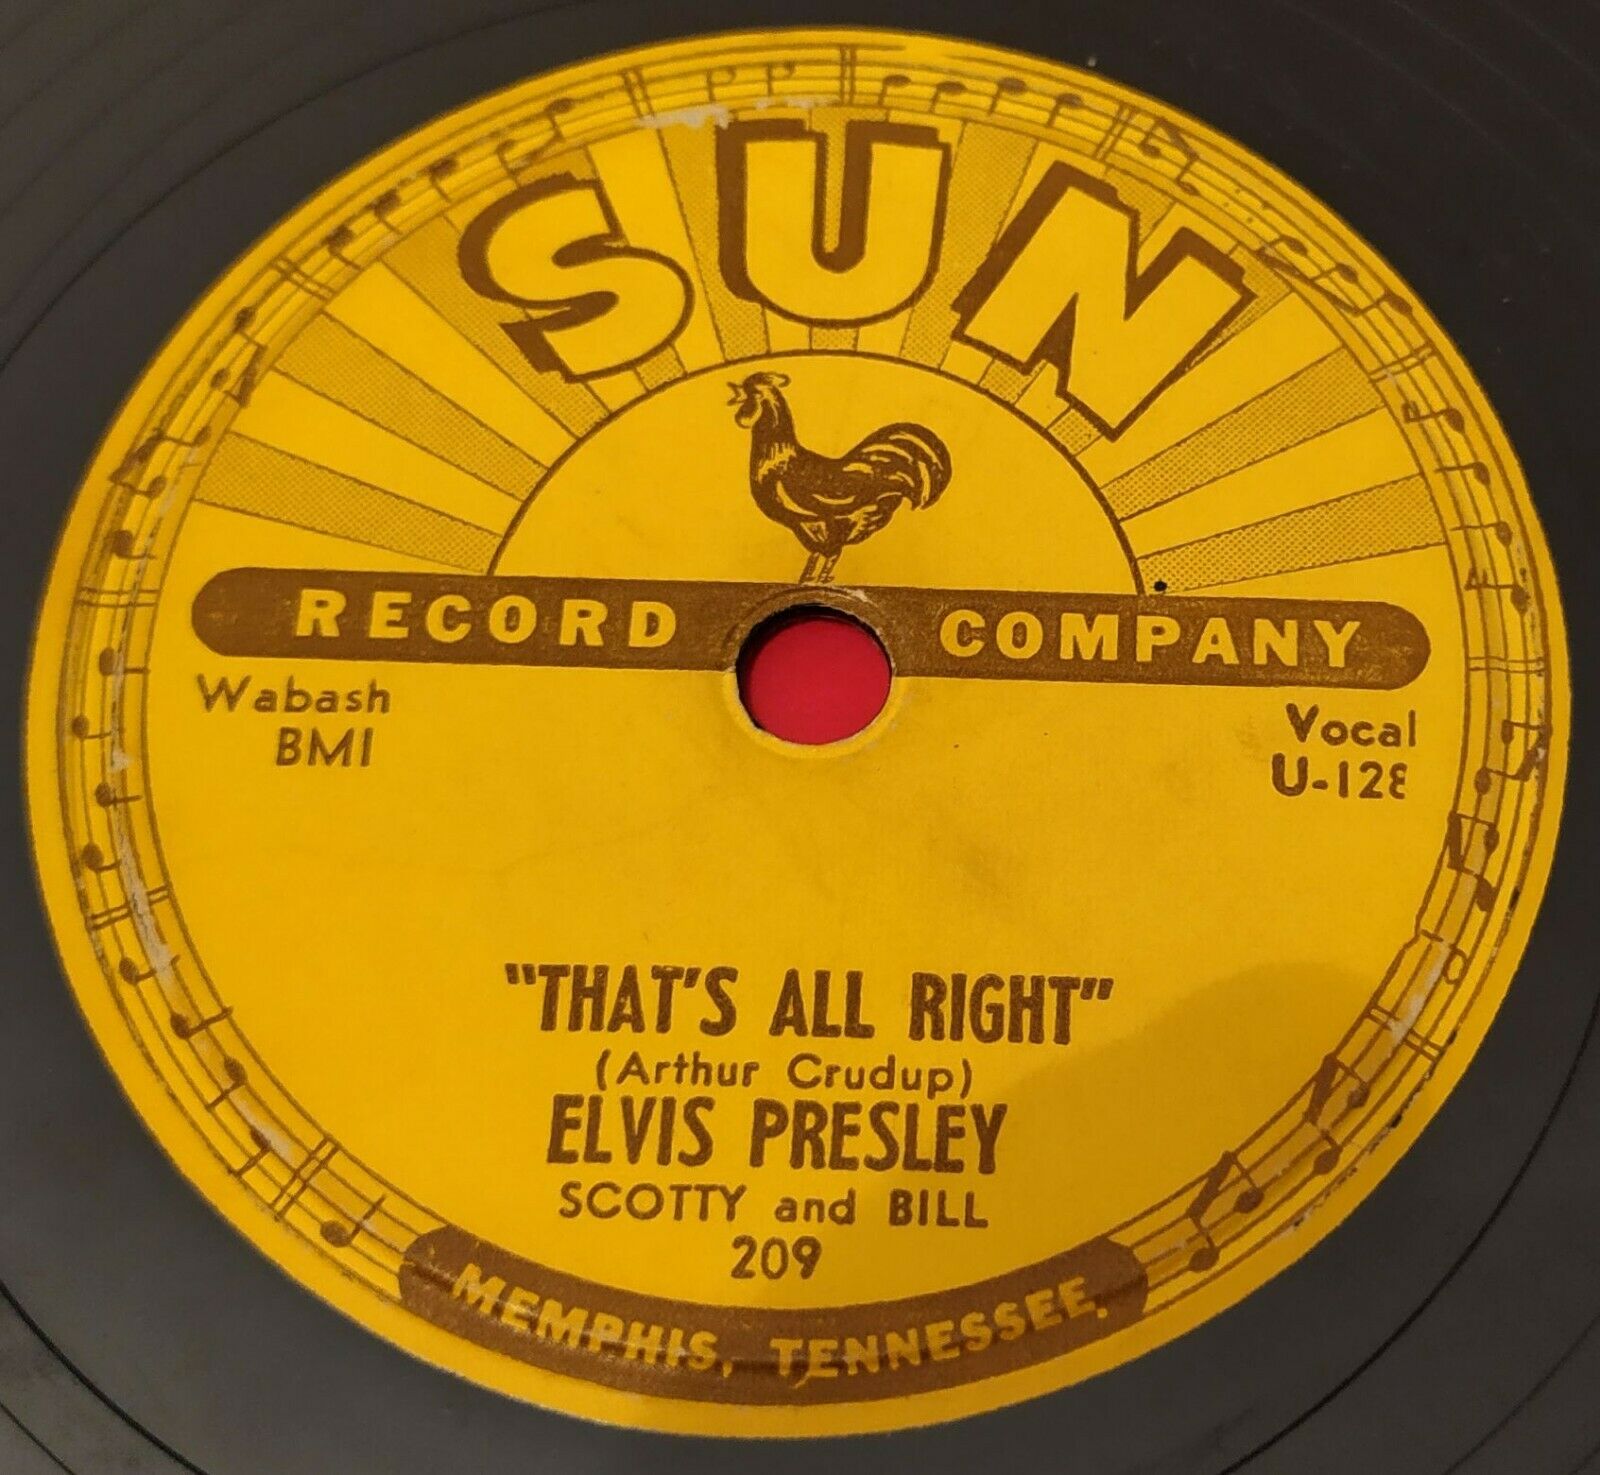 SUN
RECORD COMPANY
Wabash
BMI
Vocal
U-128
"THAT'S ALL RIGHT"
(Arthur Crudup)
ELVIS PRESLEY
SCOTTY and BILL
209
MEMPHIS, TENNESSEE.